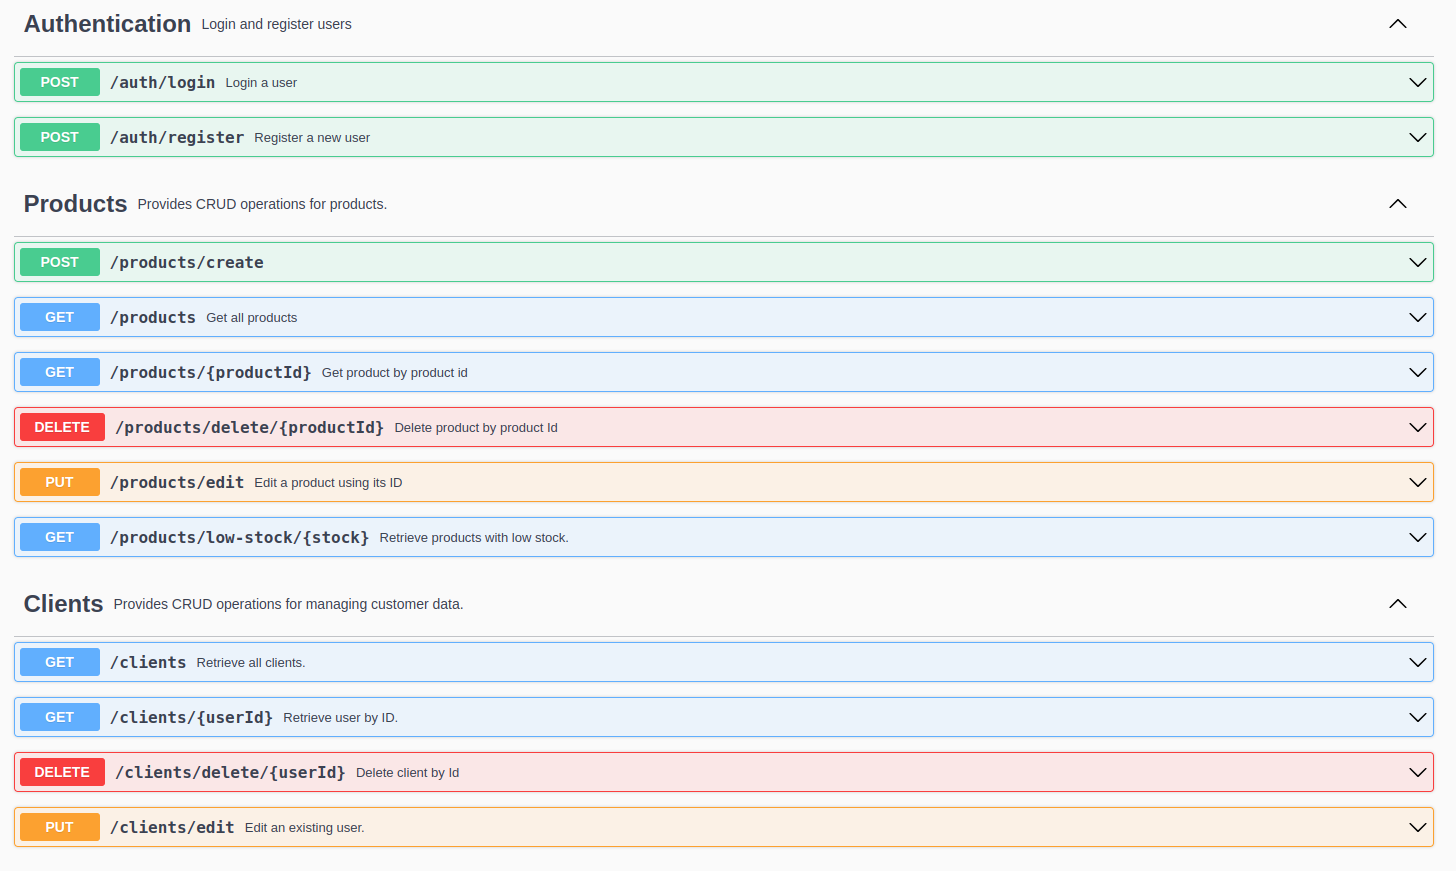 Authentication Login and register users
POST /auth/login Login a user
POST /auth/register Register a new user
Products Provides CRUD operations for products.
POST /products/create
GET /products Get all products
GET /products/{productId} Get product by product id
DELETE /products/delete/{productId} Delete product by product Id
PUT /products/edit Edit a product using its ID
GET /products/low-stock/{stock} Retrieve products with low stock.
Clients Provides CRUD operations for managing customer data.
GET /clients Retrieve all clients.
GET /clients/{userId} Retrieve user by ID.
DELETE /clients/delete/{userId} Delete client by Id
PUT /clients/edit Edit an existing user.